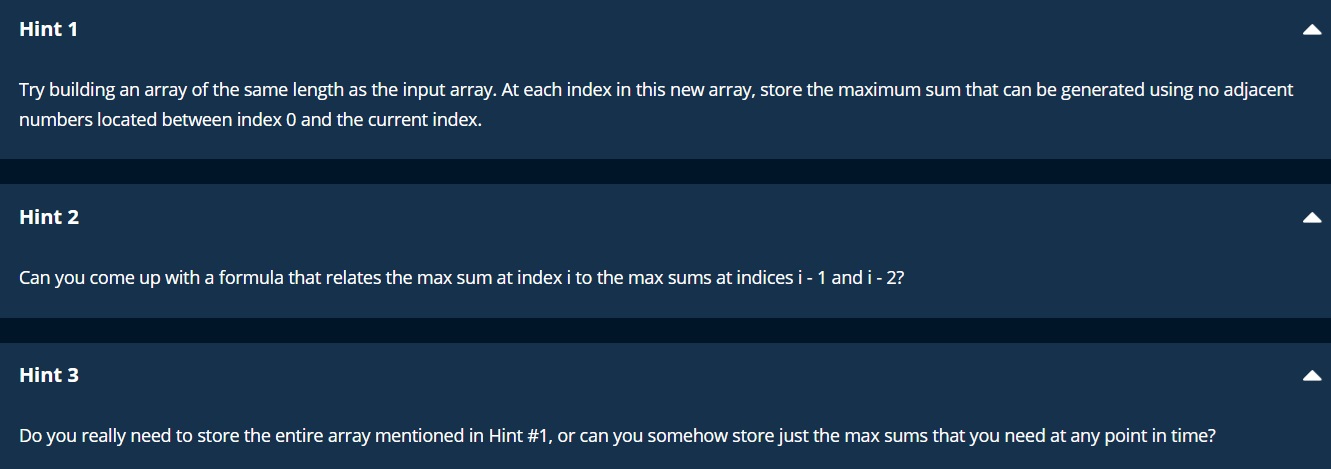 Hint 1
Try building an array of the same length as the input array. At each index in this new array, store the maximum sum that can be generated using no adjacent
numbers located between index 0 and the current index.
Hint 2
Can you come up with a formula that relates the max sum at index i to the max sums at indices i - 1 and i - 2?
Hint 3
Do you really need to store the entire array mentioned in Hint #1, or can you somehow store just the max sums that you need at any point in time?